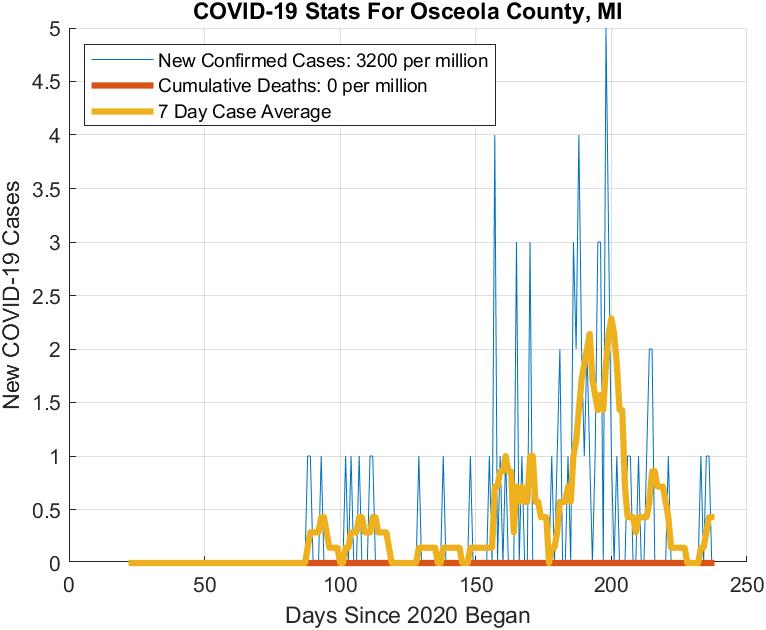 COVID-19 Stats For Osceola County, MI
New Confirmed Cases: 3200 per million
Cumulative Deaths: 0 per million
7 Day Case Average
New COVID-19 Cases
5
4.5
4
3.5
3
2.5
2
1.5
1
0.5
0
0 50 100 150 200 250
Days Since 2020 Began